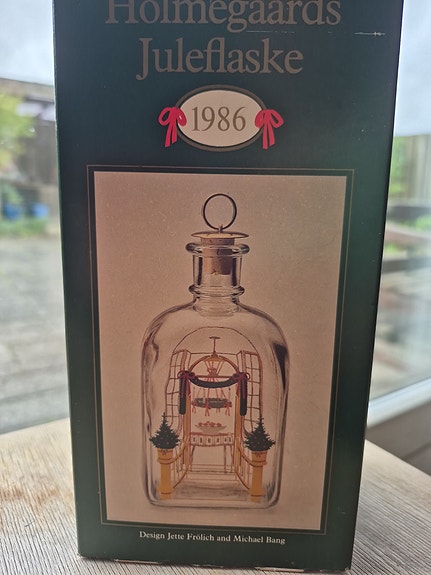 Holmegaards
Juleflaske
1986
Design Jette Frölich and Michael Bang